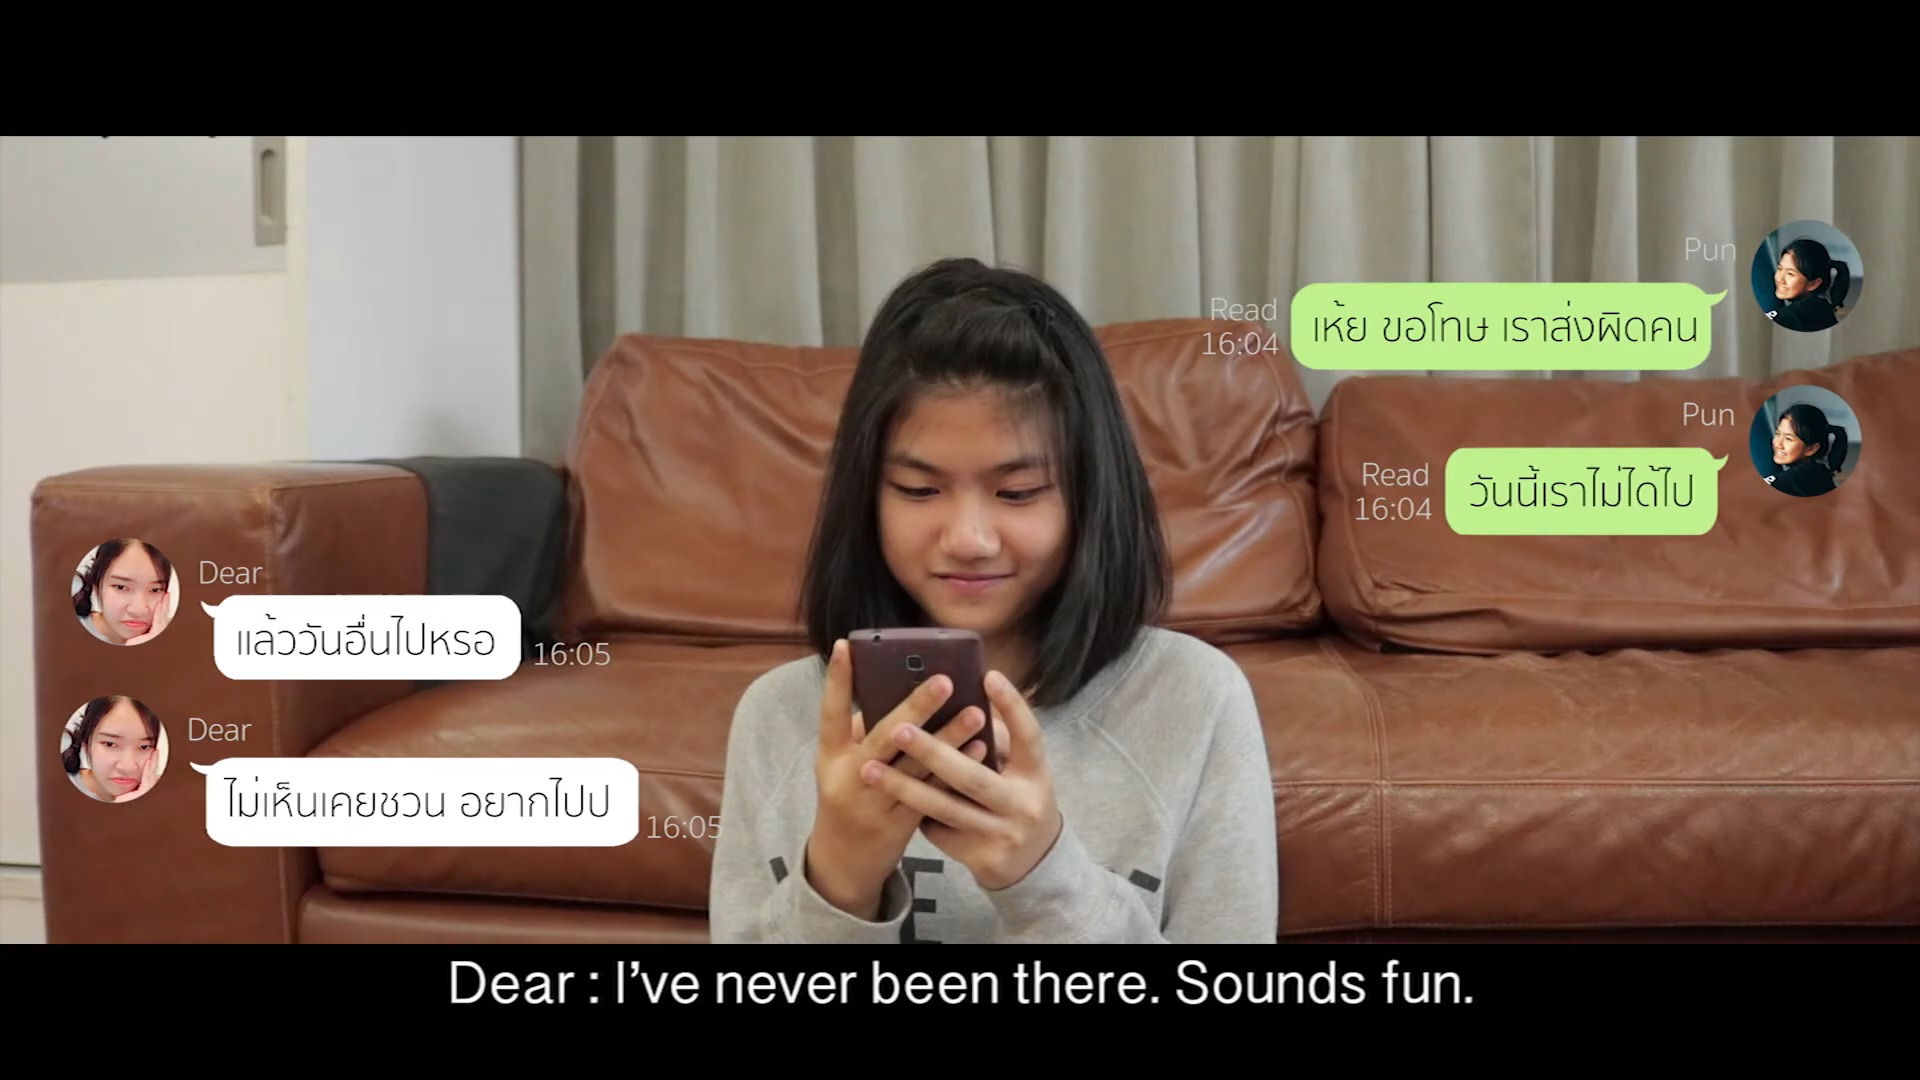 Pun
เห้ย ขอโทษ เราส่งผิดคน
Read
16:04
Pun
วันนี้เราไม่ได้ไป
Read
16:04
Dear
แล้ววันอื่นไปหรอ
16:05
Dear
ไม่เห็นเคยชวน อยากไปป
16:05
Dear : I’ve never been there. Sounds fun.